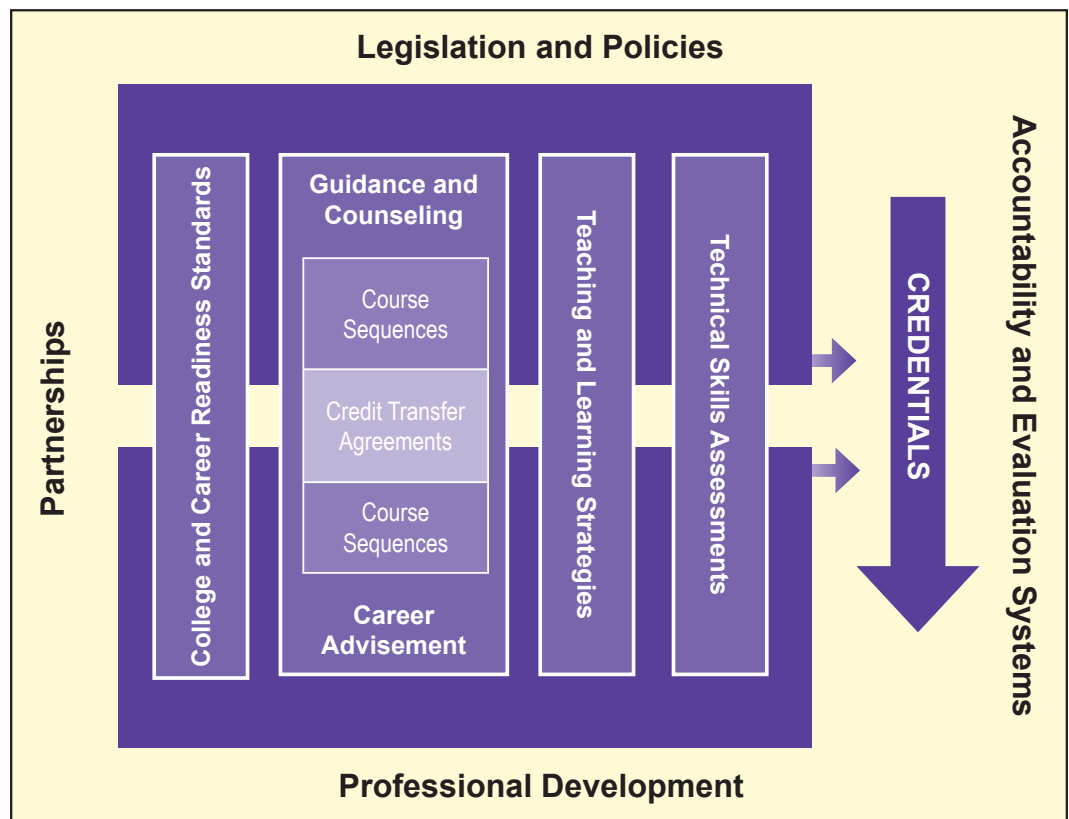 Legislation and Policies
Partnerships
College and Career Readiness Standards
Guidance and
Counseling
Course
Sequences
Credit Transfer
Agreements
Course
Sequences
Career
Advisement
Teaching and Learning Strategies
Technical Skills Assessments
CREDENTIALS
Accountability and Evaluation Systems
Professional Development